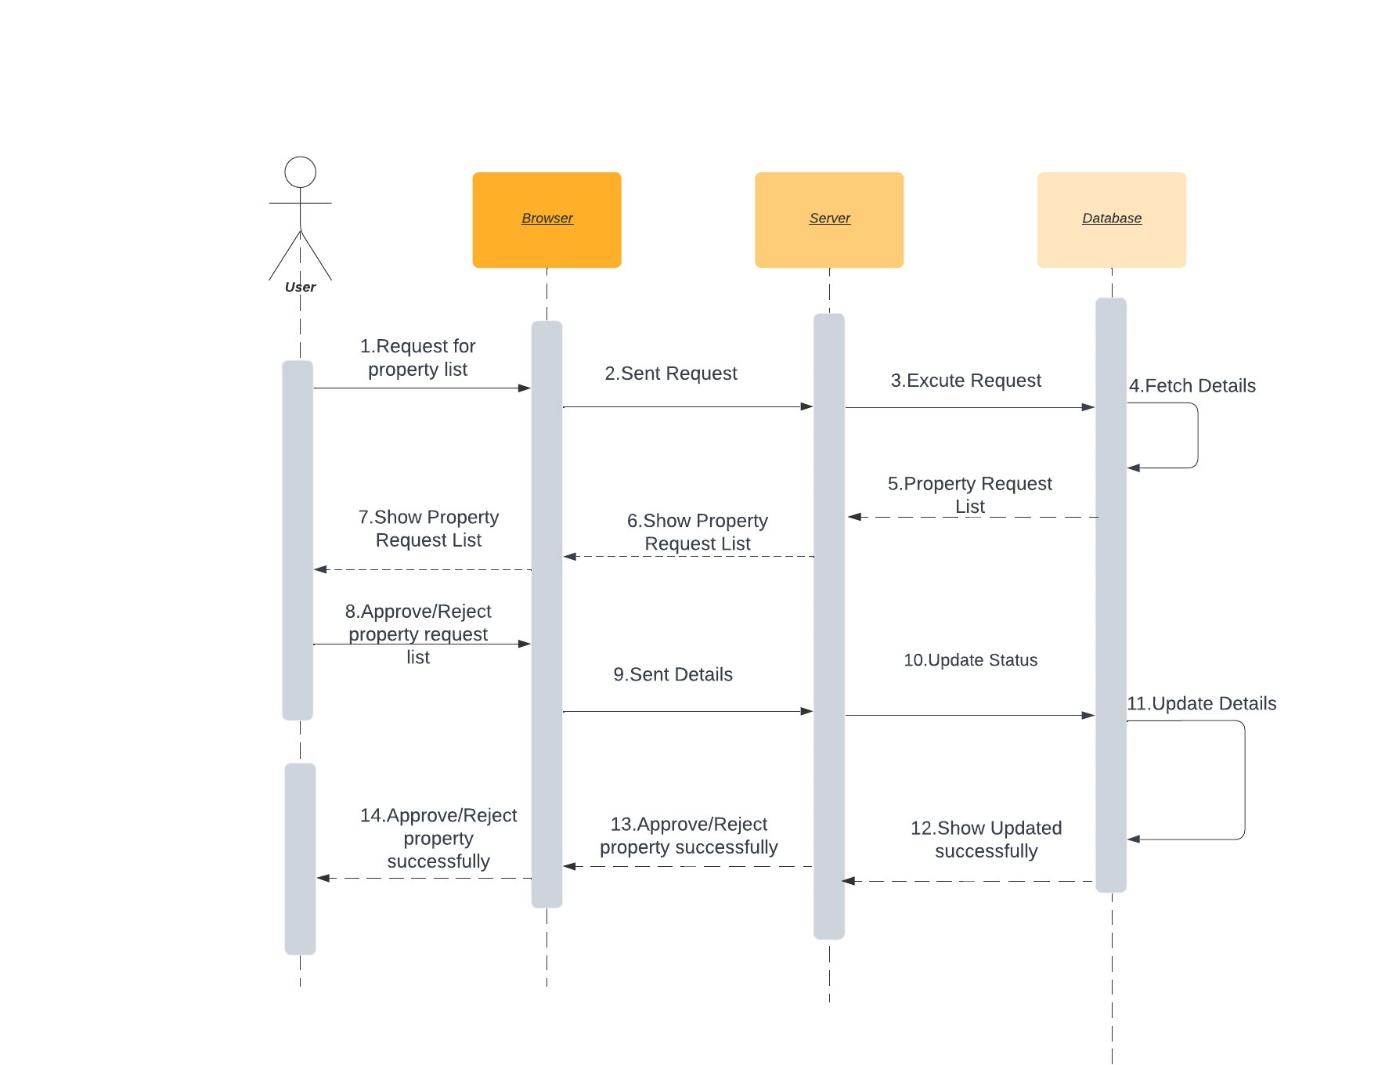 Browser
Server
Database
User
1.Request for
property list
2.Sent Request
3.Excute Request
4.Fetch Details
5.Property Request
List
6.Show Property
Request List
7.Show Property
Request List
8.Approve/Reject
property request
list
9.Sent Details
10.Update Status
11.Update Details
12.Show Updated
successfully
13.Approve/Reject
property successfully
14.Approve/Reject
property
successfully